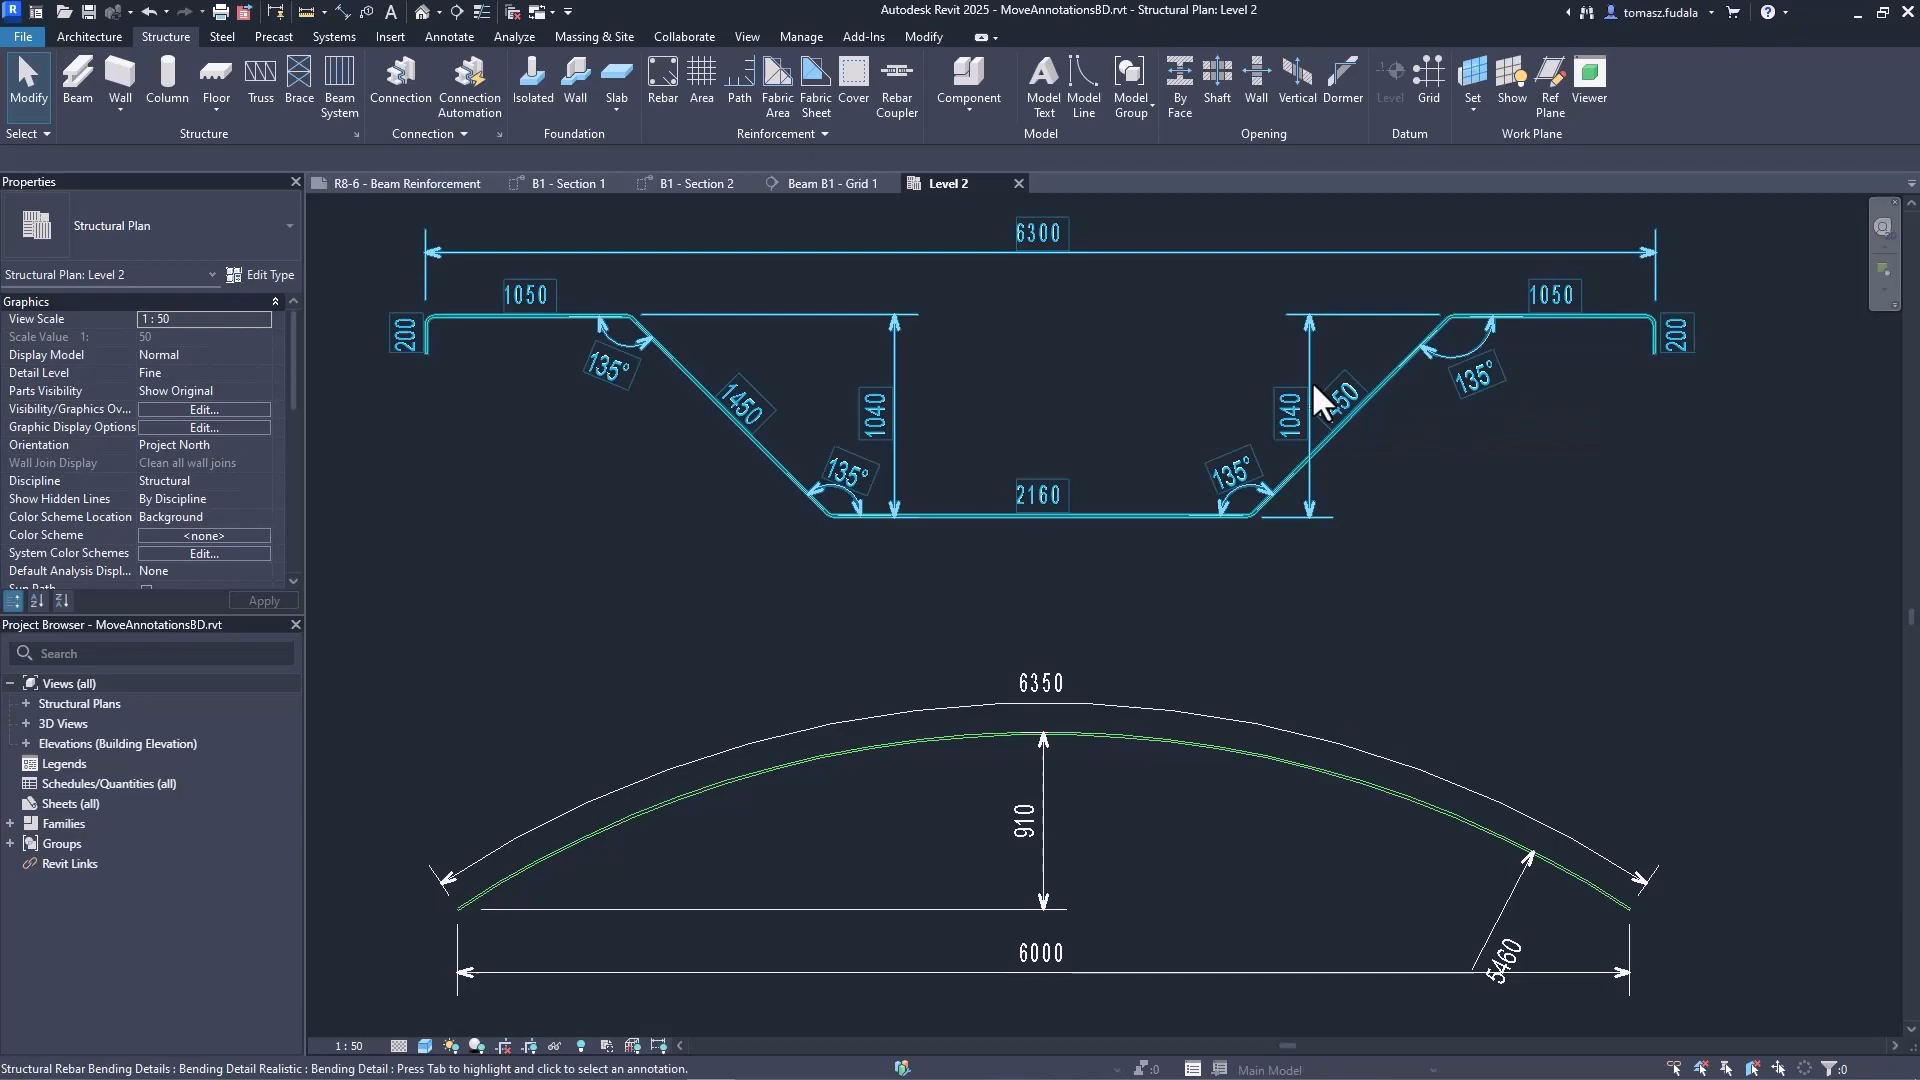 Autodesk Revit 2025 - MoveAnnotationsBD.rvt - Structural Plan: Level 2
tomasz.fudala
File Architecture Structure Steel Precast Systems Insert Annotate Analyze Massing & Site Collaborate View Manage Add-Ins Modify
Modify Beam Wall Column Floor Truss Brace Beam System Connection Connection Automation Isolated Wall Slab Rebar Area Path Fabric Area Fabric Sheet Cover Rebar Coupler Component Model Text Model Line Model Group By Face Shaft Wall Vertical Dormer Level Grid Set Show Ref Plane Viewer
Select Structure Connection Foundation Reinforcement Model Opening Datum Work Plane
Properties
R8-6 - Beam Reinforcement B1 - Section 1 B1 - Section 2 Beam B1 - Grid 1 Level 2
Structural Plan
Structural Plan: Level 2 Edit Type
Graphics
View Scale 1 : 50
Scale Value 1: 50
Display Model Normal
Detail Level Fine
Parts Visibility Show Original
Visibility/Graphics Ov... Edit...
Graphic Display Options Edit...
Orientation Project North
Wall Join Display Clean all wall joins
Discipline Structural
Show Hidden Lines By Discipline
Color Scheme Location Background
Color Scheme <none>
System Color Schemes Edit...
Default Analysis Displ... None
Sun Path
Apply
Project Browser - MoveAnnotationsBD.rvt
Search
Views (all)
Structural Plans
3D Views
Elevations (Building Elevation)
Legends
Schedules/Quantities (all)
Sheets (all)
Families
Groups
Revit Links
6300
1050
1050
200
200
135°
135°
1450
1040
1040
450
135°
135°
2160
6350
910
6000
5460
1 : 50
Structural Rebar Bending Details : Bending Detail Realistic : Bending Detail : Press Tab to highlight and click to select an annotation.
:0
Main Model
:0